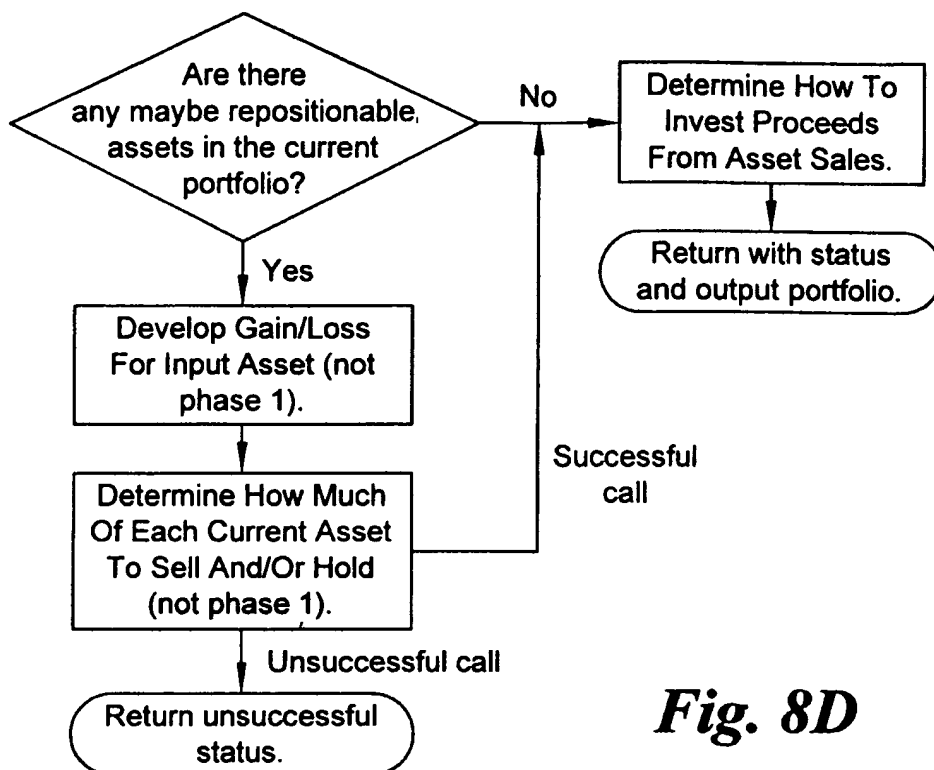 Are there
any maybe repositionable
assets in the current
portfolio?
No
Determine How To
Invest Proceeds
From Asset Sales.
Return with status
and output portfolio.
Yes
Develop Gain/Loss
For Input Asset (not
phase 1).
Successful
call
Determine How Much
Of Each Current Asset
To Sell And/Or Hold
(not phase 1).
Unsuccessful call
Return unsuccessful
status.
Fig. 8D